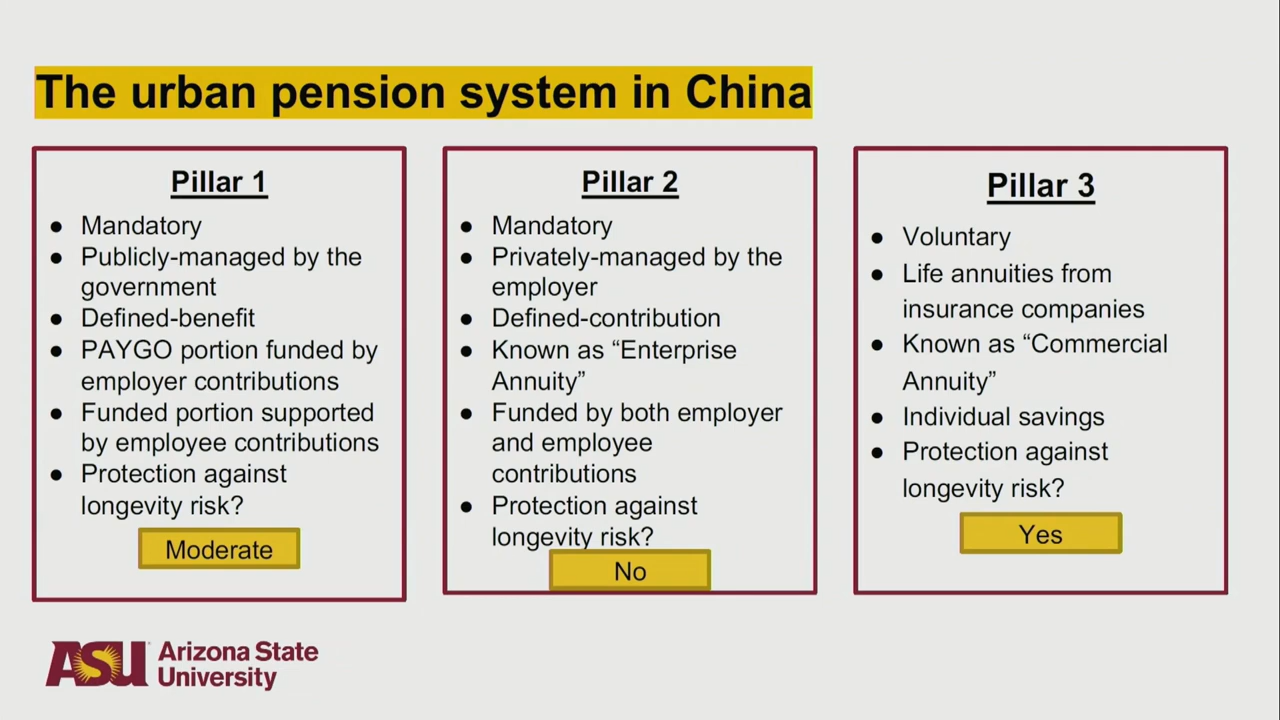 The urban pension system in China
Pillar 1
● Mandatory
● Publicly-managed by the
government
● Defined-benefit
● PAYGO portion funded by
employer contributions
● Funded portion supported
by employee contributions
● Protection against
longevity risk?
Moderate
Pillar 2
● Mandatory
● Privately-managed by the
employer
● Defined-contribution
● Known as “Enterprise
Annuity”
● Funded by both employer
and employee
contributions
● Protection against
longevity risk?
No
Pillar 3
● Voluntary
● Life annuities from
insurance companies
● Known as “Commercial
Annuity”
● Individual savings
● Protection against
longevity risk?
Yes
ASU Arizona State
University